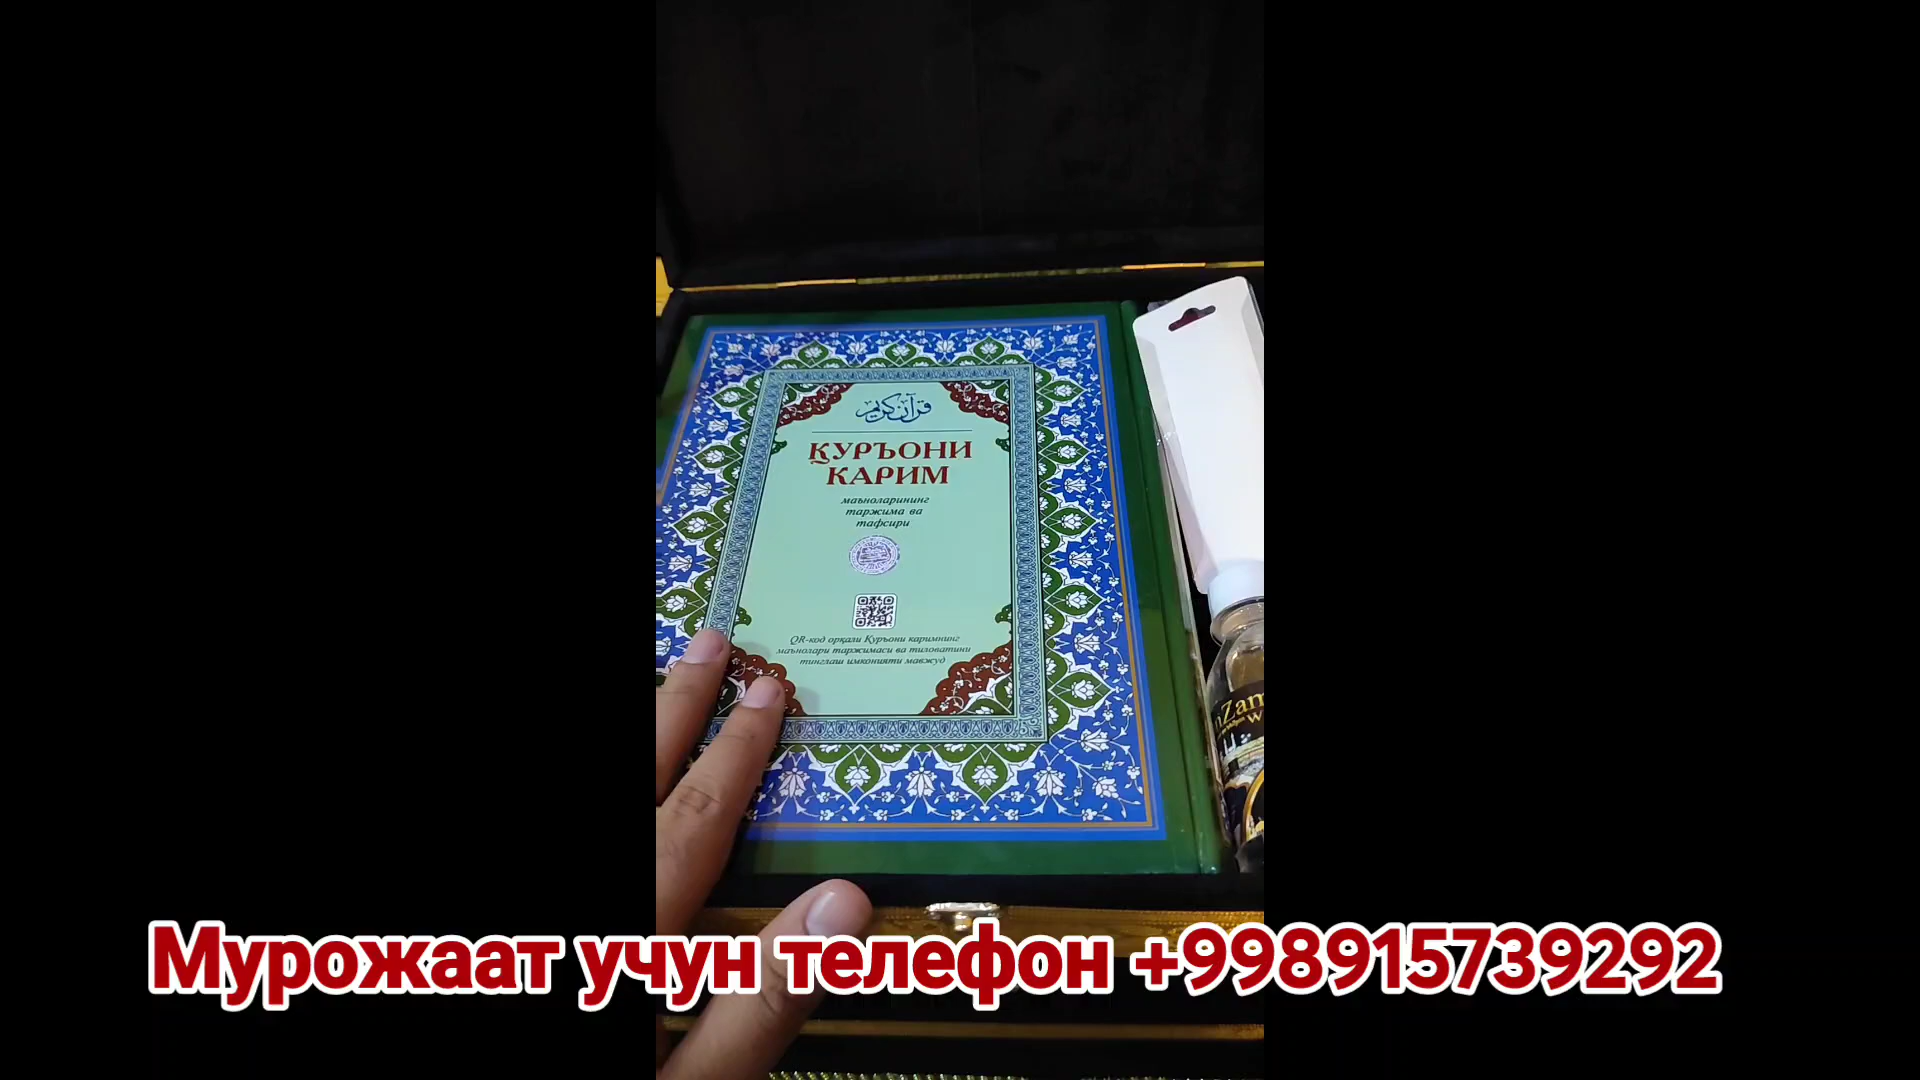 قرآن كريم
ҚУРЪОНИ
КАРИМ
маъноларининг
таржима ва
тафсири
QR-код орқали Қуръони каримнинг
маънолари таржимаси ва тиловатини
тинглаш имконияти мавжуд
Мурожаат учун телефон +998915739292